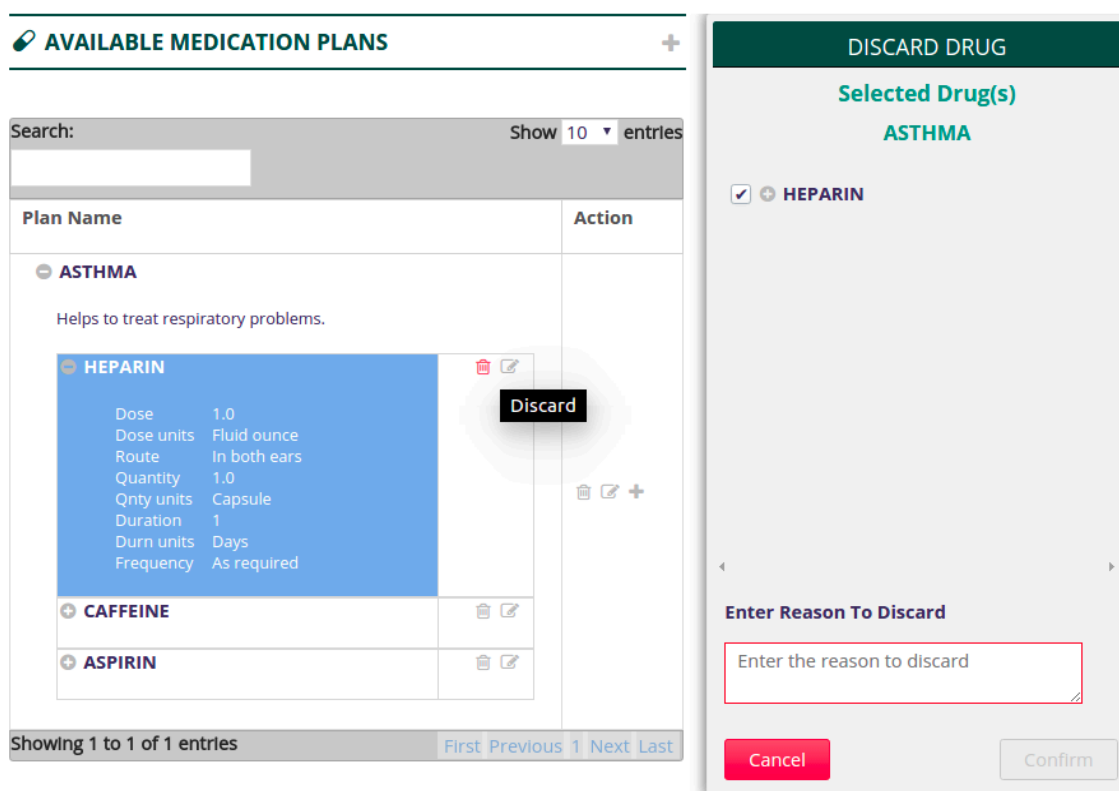 AVAILABLE MEDICATION PLANS
Search:
Show 10 entries
Plan Name Action
ASTHMA
Helps to treat respiratory problems.
HEPARIN
Discard
Dose 1.0
Dose units Fluid ounce
Route In both ears
Quantity 1.0
Qnty units Capsule
Duration 1
Durn units Days
Frequency As required
CAFFEINE
ASPIRIN
Showing 1 to 1 of 1 entries
First Previous 1 Next Last
DISCARD DRUG
Selected Drug(s)
ASTHMA
HEPARIN
Enter Reason To Discard
Enter the reason to discard
Cancel Confirm